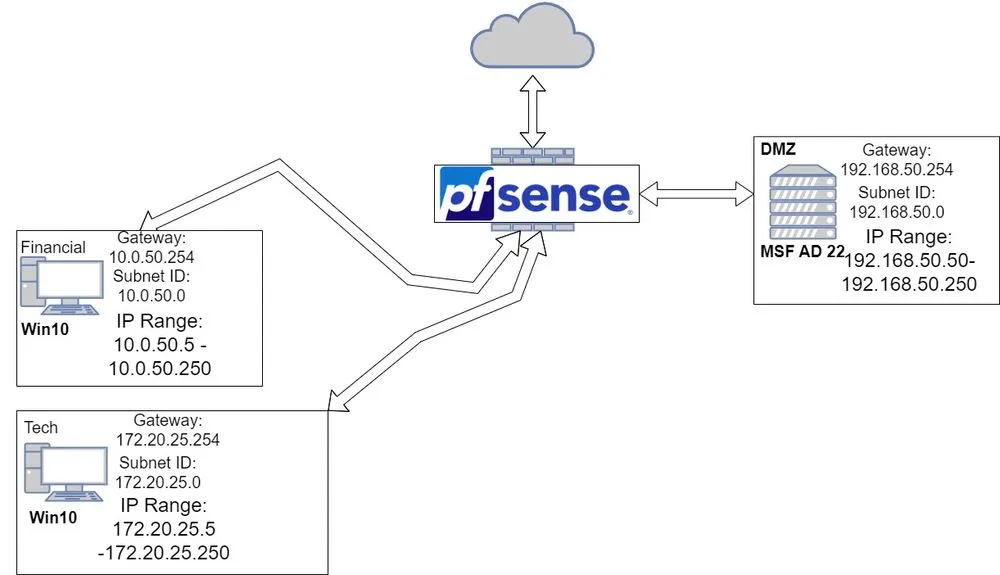 pfsense®
DMZ
Gateway:
192.168.50.254
Subnet ID:
192.168.50.0
MSF AD 22
IP Range:
192.168.50.50-
192.168.50.250
Financial
Gateway:
10.0.50.254
Subnet ID:
10.0.50.0
Win10
IP Range:
10.0.50.5 -
10.0.50.250
Tech
Gateway:
172.20.25.254
Subnet ID:
172.20.25.0
Win10
IP Range:
172.20.25.5
-172.20.25.250